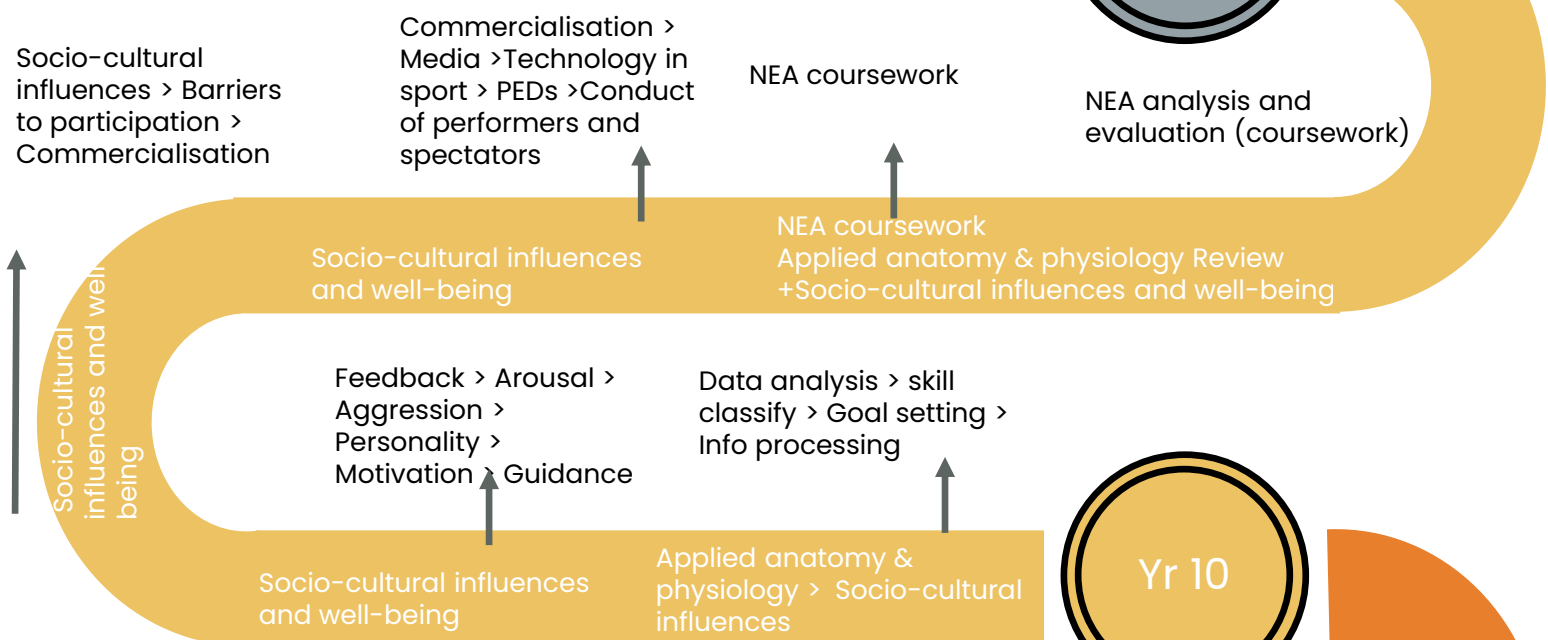 Socio-cultural
influences > Barriers
to participation >
Commercialisation
Commercialisation >
Media >Technology in
sport > PEDs >Conduct
of performers and
spectators
NEA coursework
NEA analysis and
evaluation (coursework)
Socio-cultural influences
and well-being
NEA coursework
Applied anatomy & physiology Review
+Socio-cultural influences and well-being
Socio-cultural
influences and well
being
Feedback > Arousal >
Aggression >
Personality >
Motivation > Guidance
Data analysis > skill
classify > Goal setting >
Info processing
Socio-cultural influences
and well-being
Applied anatomy &
physiology > Socio-cultural
influences
Yr 10